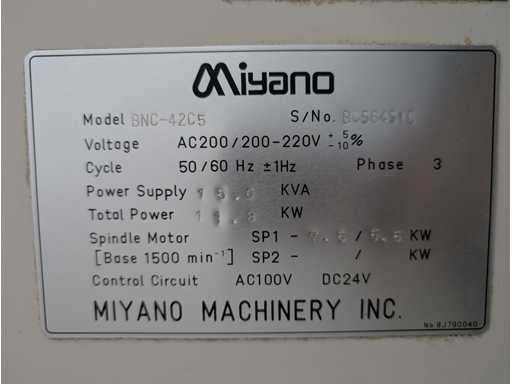 Miyano
Model BNC-42C5 S/No.
Voltage AC200/200-220V + 5 -10%
Cycle 50/60 Hz ±1Hz Phase 3
Power Supply KVA
Total Power KW
Spindle Motor SP1 - / KW
[Base 1500 min⁻¹] SP2 - / KW
Control Circuit AC100V DC24V
MIYANO MACHINERY INC.
No 8J790040-